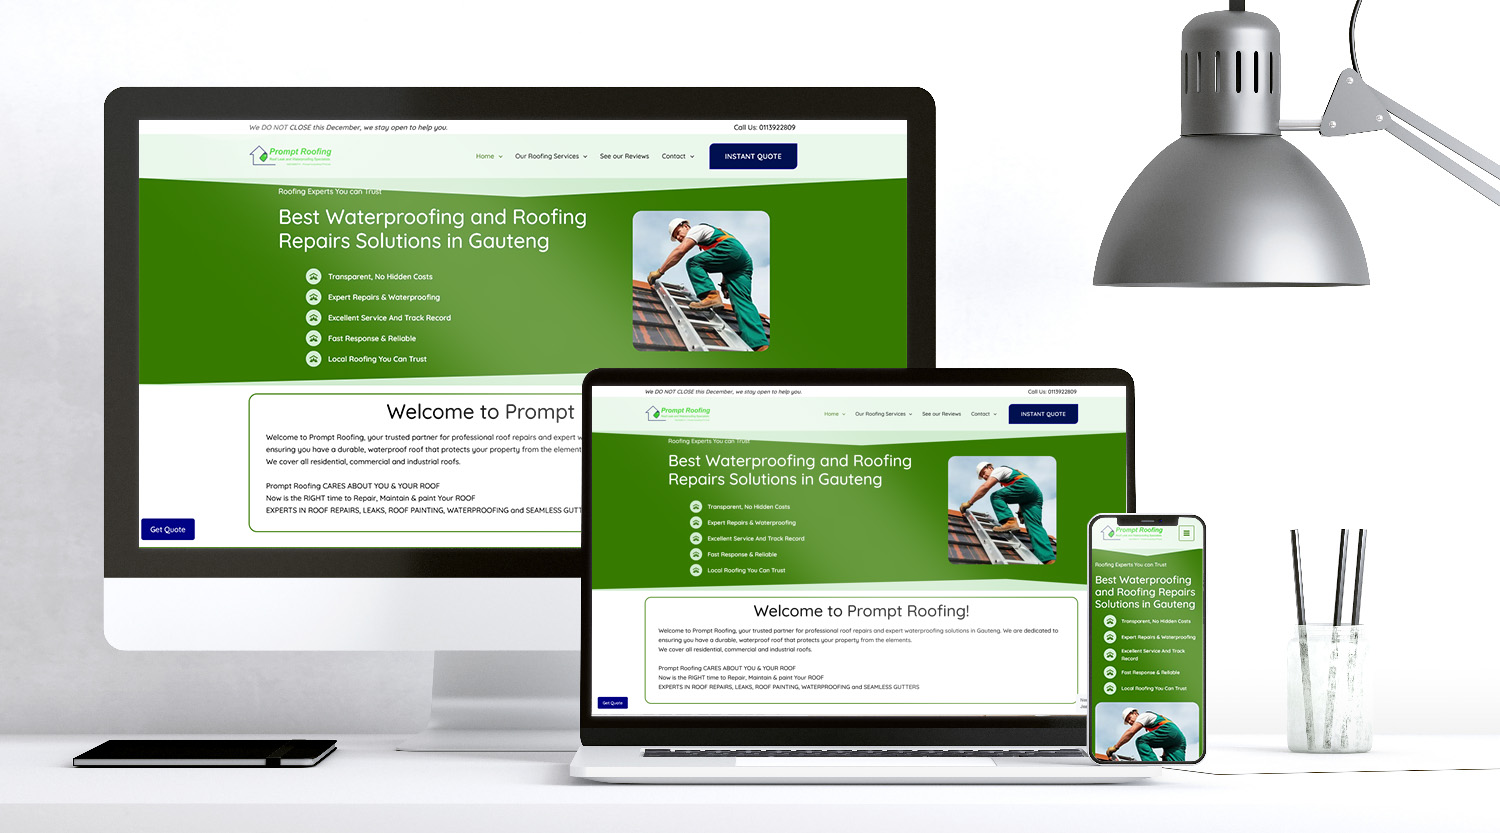 We DO NOT CLOSE this December, we stay open to help you.
Call Us: 0113922809
Prompt Roofing
Home
Our Roofing Services
See our Reviews
Contact
INSTANT QUOTE
Roofing Experts You can Trust
Best Waterproofing and Roofing
Repairs Solutions in Gauteng
Transparent, No Hidden Costs
Expert Repairs & Waterproofing
Excellent Service And Track Record
Fast Response & Reliable
Local Roofing You Can Trust
Welcome to Prompt
Welcome to Prompt Roofing, your trusted partner for professional roof repairs and expert w
ensuring you have a durable, waterproof roof that protects your property from the element
We cover all residential, commercial and industrial roofs.
Prompt Roofing CARES ABOUT YOU & YOUR ROOF
Now is the RIGHT time to Repair, Maintain & paint Your ROOF
EXPERTS IN ROOF REPAIRS, LEAKS, ROOF PAINTING, WATERPROOFING and SEAMLESS GUTT
Get Quote
We DO NOT CLOSE this December, we stay open to help you.
Call Us: 0113922809
Prompt Roofing
Home
Our Roofing Services
See our Reviews
Contact
INSTANT QUOTE
Roofing Experts You can Trust
Best Waterproofing and Roofing
Repairs Solutions in Gauteng
Transparent, No Hidden Costs
Expert Repairs & Waterproofing
Excellent Service And Track Record
Fast Response & Reliable
Local Roofing You Can Trust
Welcome to Prompt Roofing!
Welcome to Prompt Roofing, your trusted partner for professional roof repairs and expert waterproofing solutions in Gauteng. We are dedicated to
ensuring you have a durable, waterproof roof that protects your property from the elements.
We cover all residential, commercial and industrial roofs.
Prompt Roofing CARES ABOUT YOU & YOUR ROOF
Now is the RIGHT time to Repair, Maintain & paint Your ROOF
EXPERTS IN ROOF REPAIRS, LEAKS, ROOF PAINTING, WATERPROOFING and SEAMLESS GUTTERS
Get Quote
Prompt Roofing
Roofing Experts You can Trust
Best Waterproofing
and Roofing Repairs
Solutions in Gauteng
Transparent, No Hidden Costs
Expert Repairs & Waterproofing
Excellent Service And Track
Record
Fast Response & Reliable
Local Roofing You Can Trust